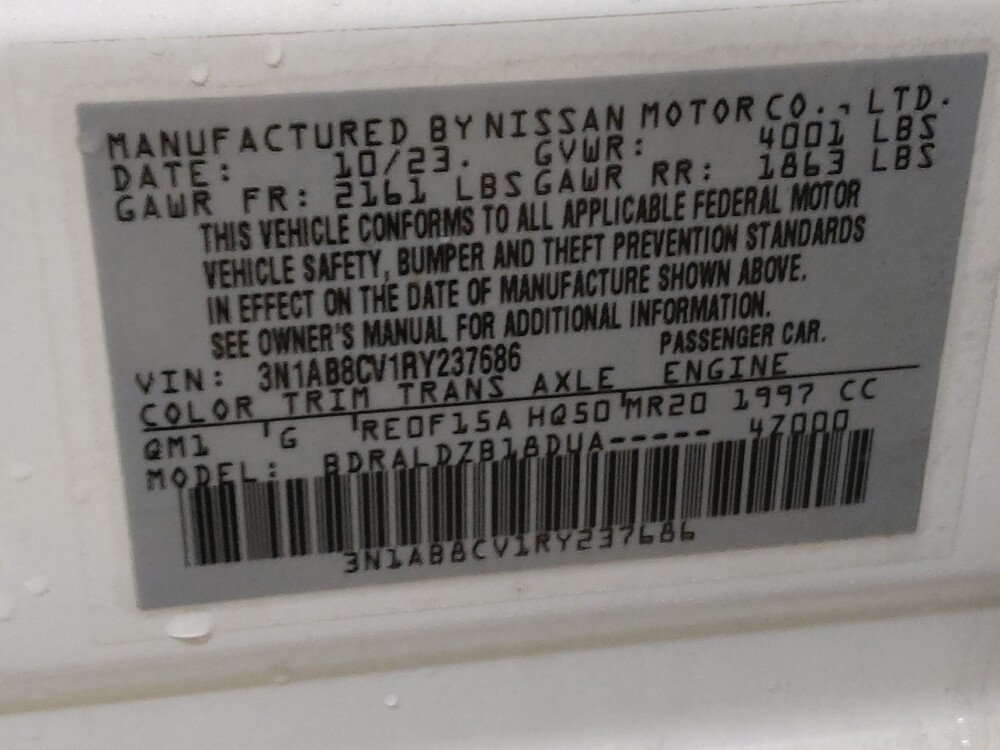 MANUFACTURED BY NISSAN MOTOR CO., LTD.
DATE: 10/23. GVWR: 4001 LBS
GAWR FR: 2161 LBS GAWR RR: 1863 LBS
THIS VEHICLE CONFORMS TO ALL APPLICABLE FEDERAL MOTOR
VEHICLE SAFETY, BUMPER AND THEFT PREVENTION STANDARDS
IN EFFECT ON THE DATE OF MANUFACTURE SHOWN ABOVE.
SEE OWNER'S MANUAL FOR ADDITIONAL INFORMATION.
VIN: 3N1AB8CV1RY237686 PASSENGER CAR.
COLOR TRIM TRANS AXLE ENGINE
QM1 G RE0F15A HQ50 MR20 1997 CC
MODEL: BDRALDZB18DUA----- 4Z000
3N1AB8CV1RY237686